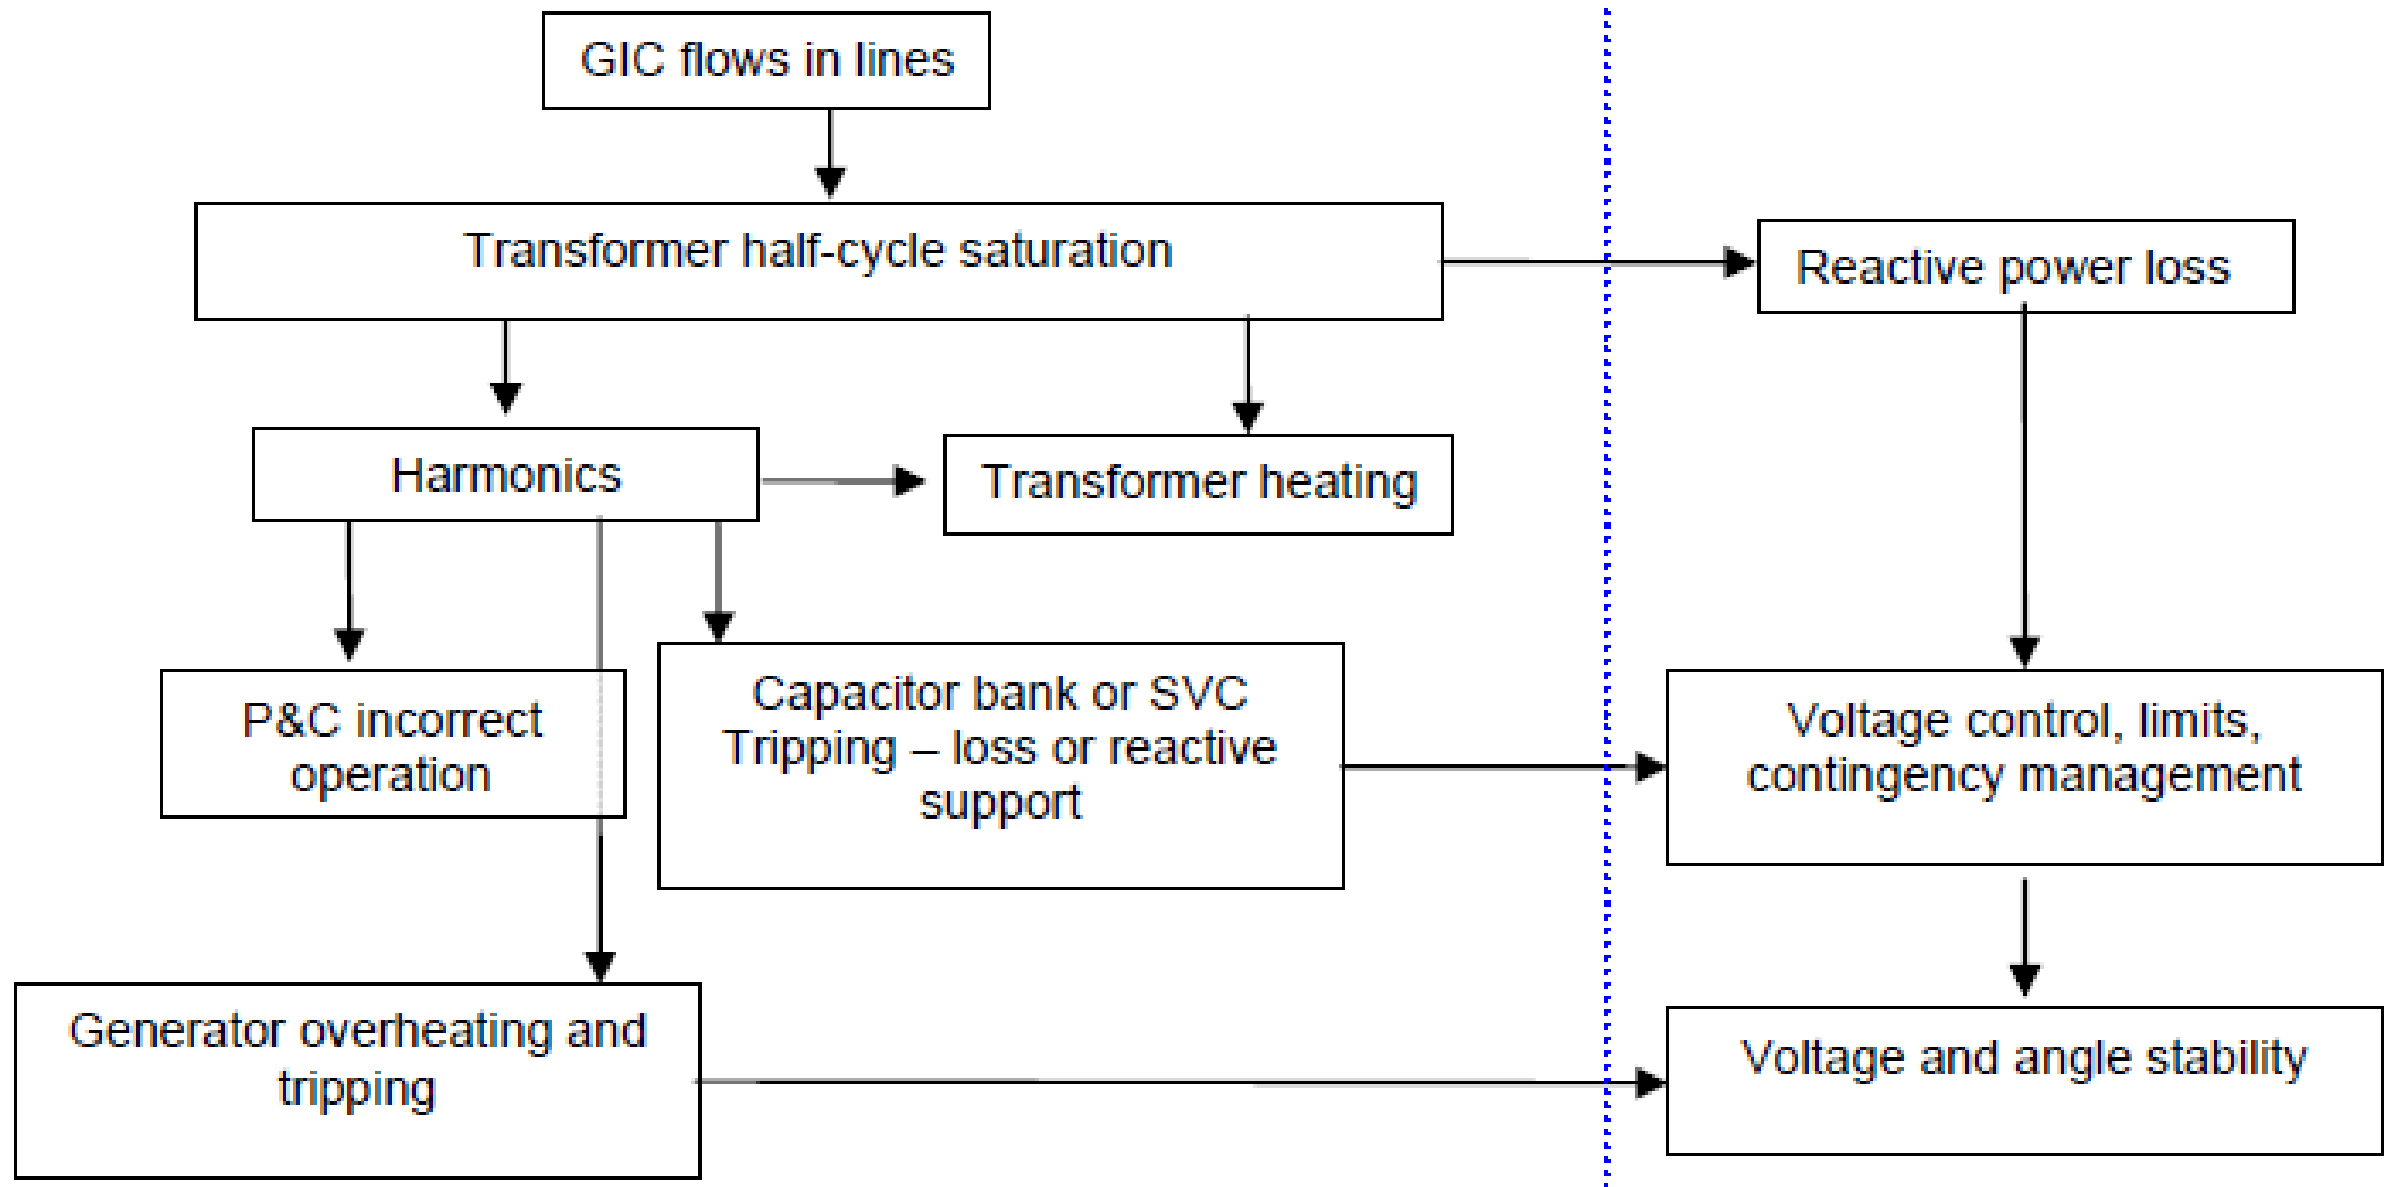 GIC flows in lines
Transformer half-cycle saturation
Reactive power loss
Harmonics
Transformer heating
P&C incorrect
operation
Capacitor bank or SVC
Tripping – loss or reactive
support
Voltage control, limits,
contingency management
Generator overheating and
tripping
Voltage and angle stability